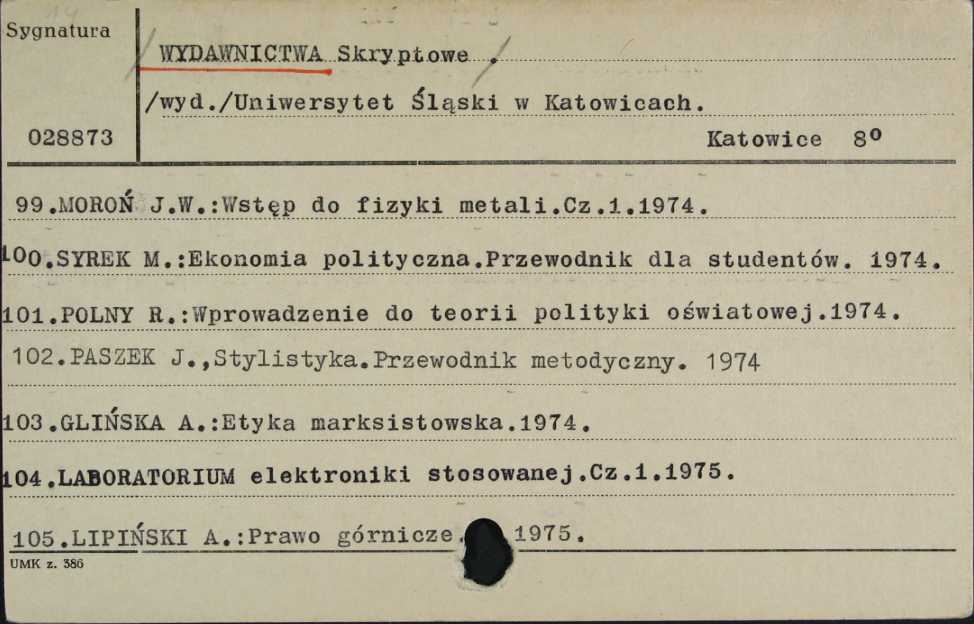 Sygnatura
WYDAWNICTWA Skryptowe .
/wyd./Uniwersytet Śląski w Katowicach.
028873
Katowice 8º
99.MOROŃ J.W.:Wstęp do fizyki metali.Cz.1.1974.
100.SYREK M.:Ekonomia polityczna.Przewodnik dla studentów. 1974.
101.POLNY R.:Wprowadzenie do teorii polityki oświatowej.1974.
102.PASZEK J.,Stylistyka.Przewodnik metodyczny. 1974
103.GLIŃSKA A.:Etyka marksistowska.1974.
104.LABORATORIUM elektroniki stosowanej.Cz.1.1975.
105.LIPIŃSKI A.:Prawo górnicze. 1975.
UMK z. 386